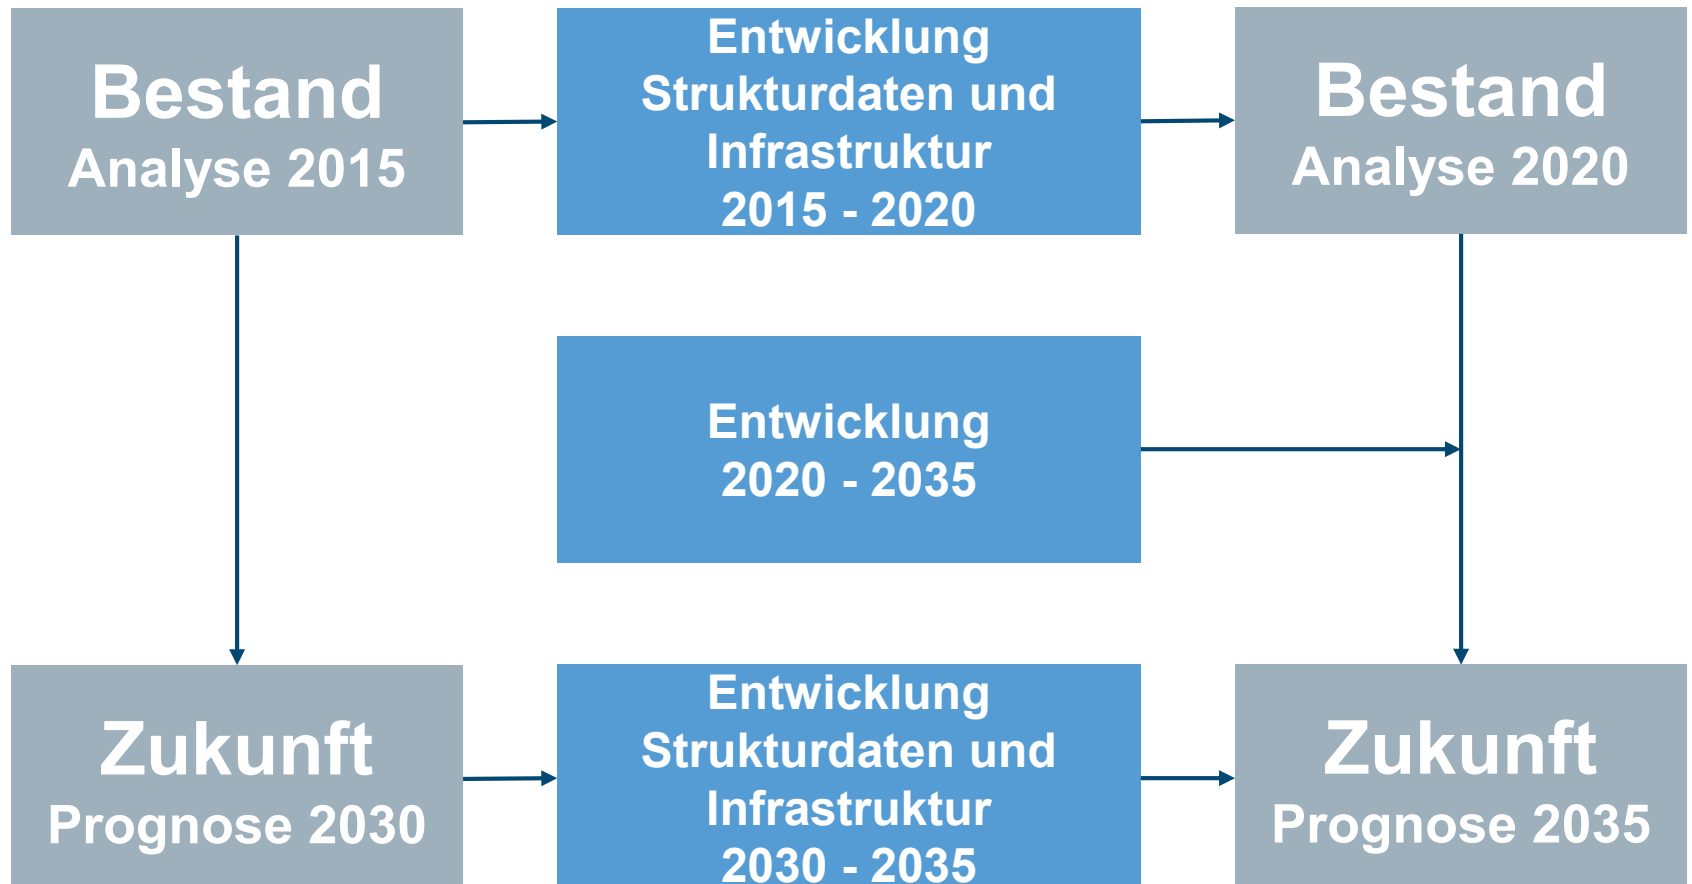 Bestand
Analyse 2015
Entwicklung
Strukturdaten und
Infrastruktur
2015 - 2020
Bestand
Analyse 2020
Entwicklung
2020 - 2035
Zukunft
Prognose 2030
Entwicklung
Strukturdaten und
Infrastruktur
2030 - 2035
Zukunft
Prognose 2035